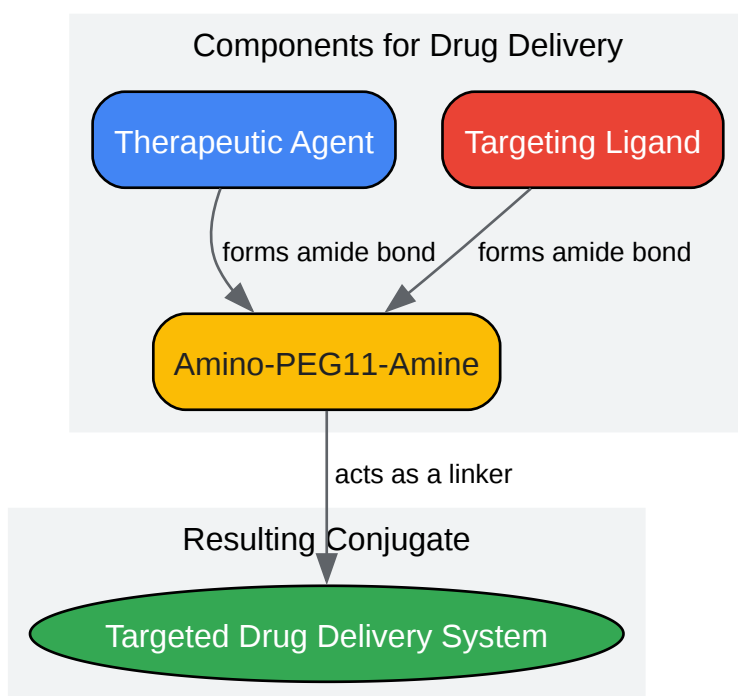 Components for Drug Delivery
Therapeutic Agent
Targeting Ligand
forms amide bond
forms amide bond
Amino-PEG11-Amine
acts as a linker
Resulting Conjugate
Targeted Drug Delivery System